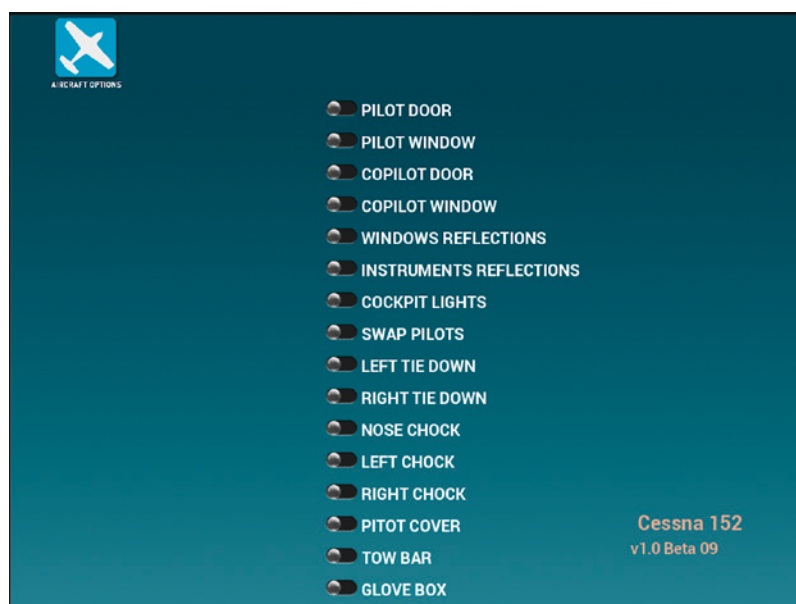 AIRCRAFT OPTIONS
PILOT DOOR
PILOT WINDOW
COPILOT DOOR
COPILOT WINDOW
WINDOWS REFLECTIONS
INSTRUMENTS REFLECTIONS
COCKPIT LIGHTS
SWAP PILOTS
LEFT TIE DOWN
RIGHT TIE DOWN
NOSE CHOCK
LEFT CHOCK
RIGHT CHOCK
PITOT COVER
TOW BAR
GLOVE BOX
Cessna 152
v1.0 Beta 09